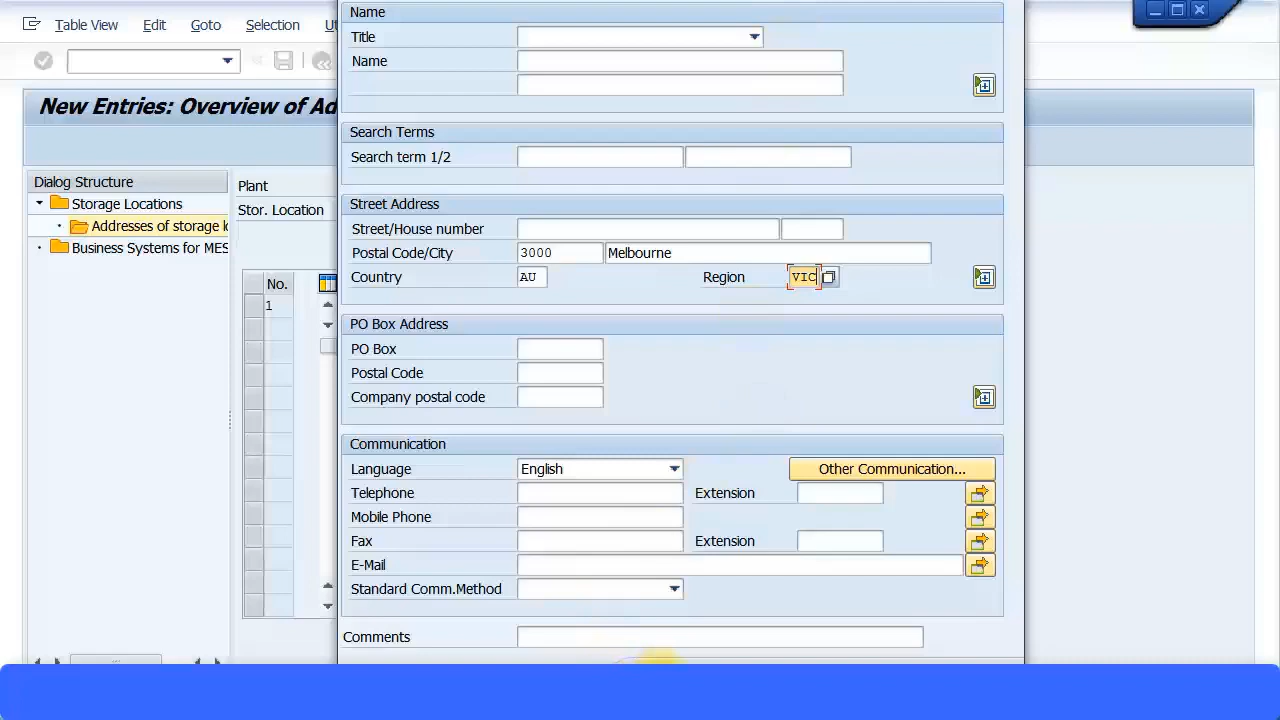 Table View Edit Goto Selection
New Entries: Overview of Ad
Dialog Structure
Storage Locations
Addresses of storage l
Business Systems for MES
Plant
Stor. Location
No.
1
Name
Title
Name
Search Terms
Search term 1/2
Street Address
Street/House number
Postal Code/City 3000 Melbourne
Country AU Region VIC
PO Box Address
PO Box
Postal Code
Company postal code
Communication
Language English Other Communication...
Telephone Extension
Mobile Phone
Fax Extension
E-Mail
Standard Comm.Method
Comments